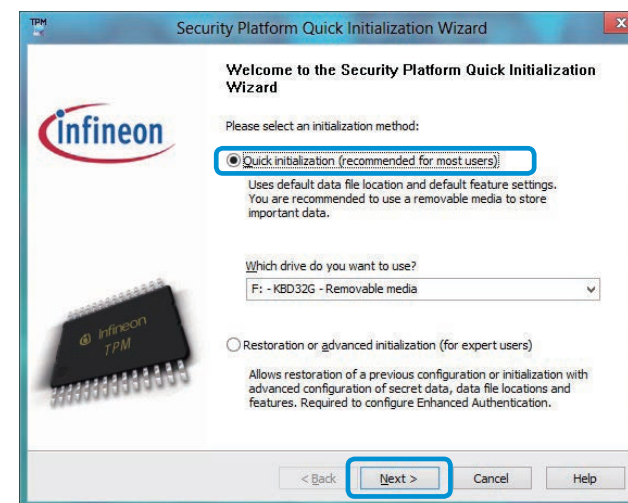 TPM
Security Platform Quick Initialization Wizard
X
Welcome to the Security Platform Quick Initialization
Wizard
infineon
Please select an initialization method:
Quick initialization (recommended for most users)
Uses default data file location and default feature settings.
You are recommended to use a removable media to store
important data.
Which drive do you want to use?
F: - KBD32G - Removable media
Infineon
TPM
Restoration or advanced initialization (for expert users)
Allows restoration of a previous configuration or initialization with
advanced configuration of secret data, data file locations and
features. Required to configure Enhanced Authentication.
< Back
Next >
Cancel
Help